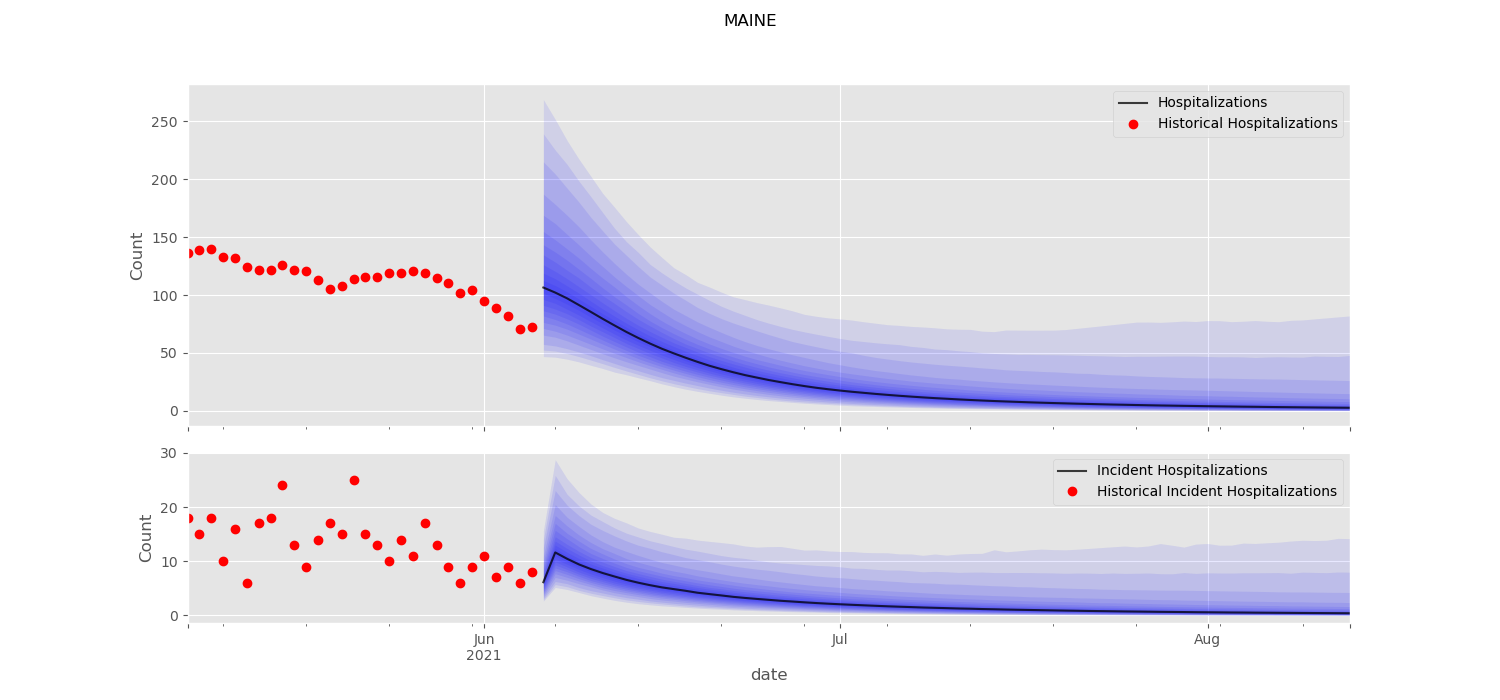 MAINE
250
200
150
100
50
0
Count
Hospitalizations
Historical Hospitalizations
30
20
10
0
Count
Incident Hospitalizations
Historical Incident Hospitalizations
Jun
2021
Jul
Aug
date